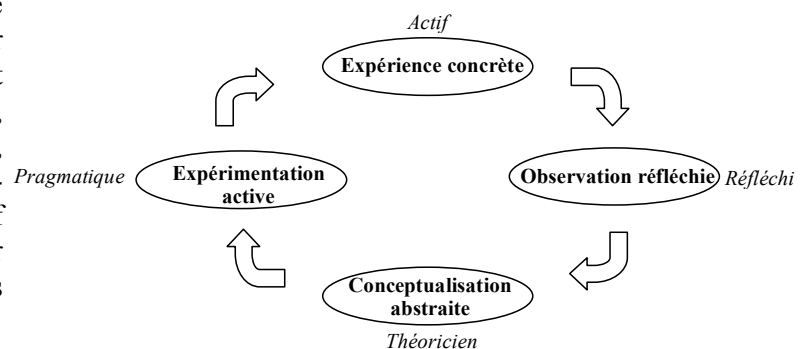 Actif
Expérience concrète
Pragmatique
Expérimentation
active
Observation réfléchie
Réfléchi
Conceptualisation
abstraite
Théoricien